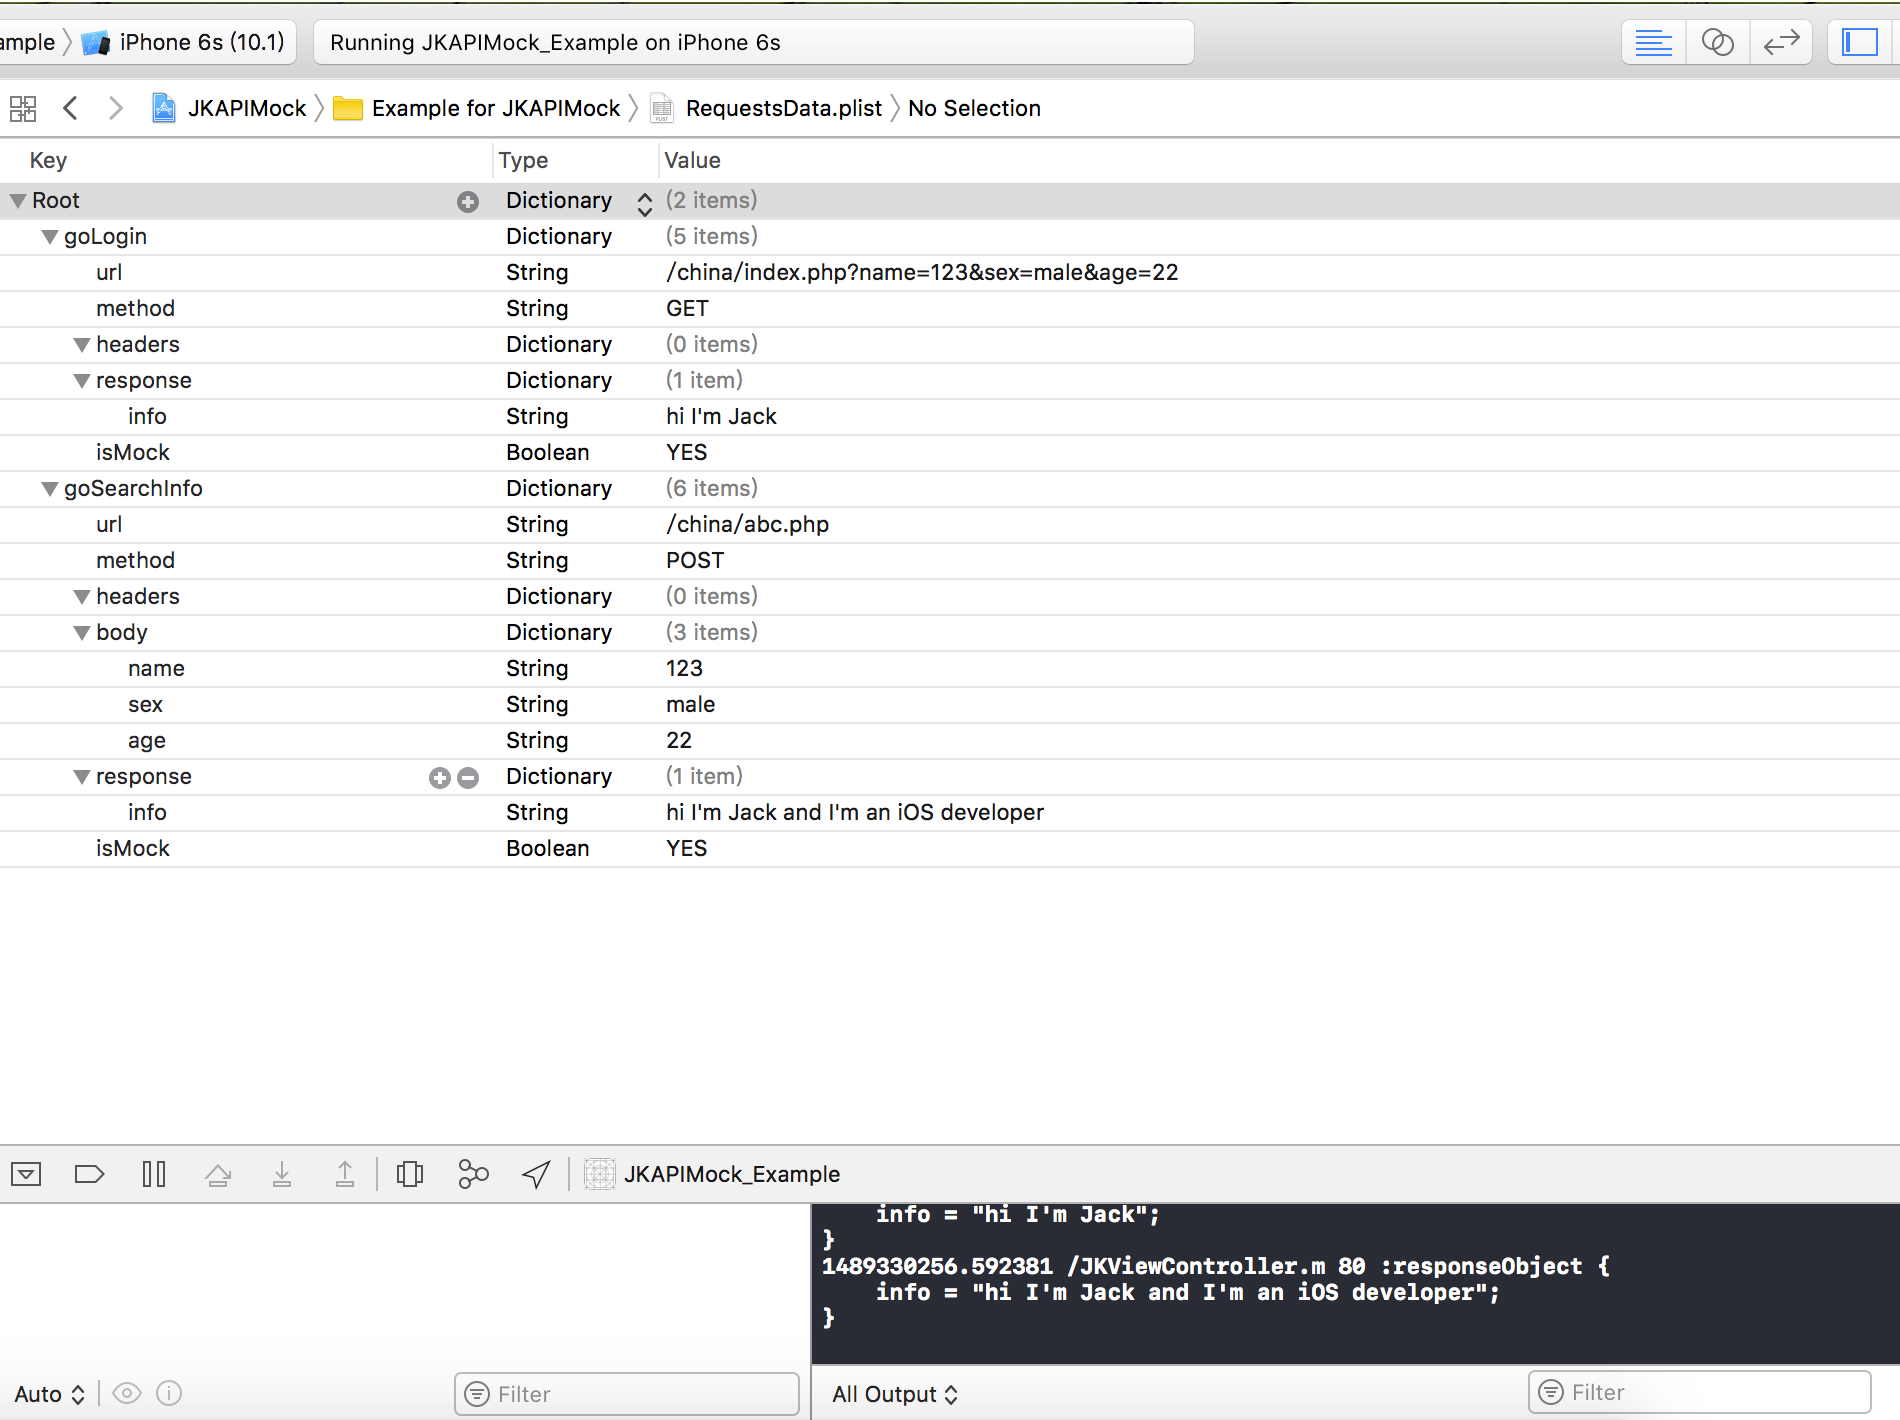 ample iPhone 6s (10.1) Running JKAPIMock_Example on iPhone 6s
JKAPIMock Example for JKAPIMock RequestsData.plist No Selection
Key Type Value
Root Dictionary (2 items)
goLogin Dictionary (5 items)
url String /china/index.php?name=123&sex=male&age=22
method String GET
headers Dictionary (0 items)
response Dictionary (1 item)
info String hi I'm Jack
isMock Boolean YES
goSearchInfo Dictionary (6 items)
url String /china/abc.php
method String POST
headers Dictionary (0 items)
body Dictionary (3 items)
name String 123
sex String male
age String 22
response Dictionary (1 item)
info String hi I'm Jack and I'm an iOS developer
isMock Boolean YES
JKAPIMock_Example
info = "hi I'm Jack";
}
1489330256.592381 /JKViewController.m 80 :responseObject {
info = "hi I'm Jack and I'm an iOS developer";
}
Auto Filter All Output Filter